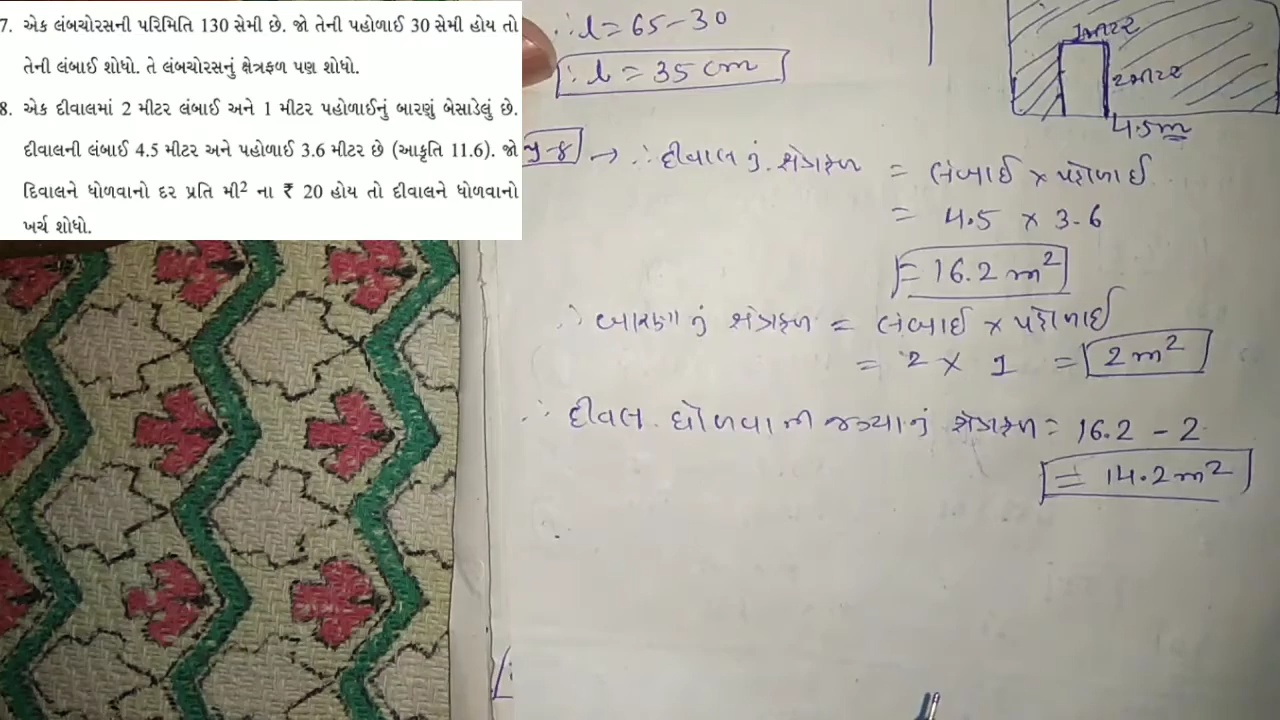 7. એક લંબચોરસની પરિમિતિ 130 સેમી છે. જો તેની પહોળાઈ 30 સેમી હોય તો
તેની લંબાઈ શોધો. તે લંબચોરસનું ક્ષેત્રફળ પણ શોધો.
8. એક દીવાલમાં 2 મીટર લંબાઈ અને 1 મીટર પહોળાઈનું બારણું બેસાડેલું છે.
દીવાલની લંબાઈ 4.5 મીટર અને પહોળાઈ 3.6 મીટર છે (આકૃતિ 11.6). જો
દિવાલને ધોળવાનો દર પ્રતિ મી² ના ₹ 20 હોય તો દીવાલને ધોળવાનો
ખર્ચ શોધો.
∴ l = 65-30
∴ l = 35 cm
1મીટર
2મીટર
4.5m
પ્ર-8 → ∴ દીવાલનું ક્ષેત્રફળ = લંબાઈ × પહોળાઈ
= 4.5 × 3.6
= 16.2 m²
∴ બારણાનું ક્ષેત્રફળ = લંબાઈ × પહોળાઈ
= 2 × 1 = 2 m²
∴ દીવલ ધોળવાની જગ્યાનું ક્ષેત્રફળ = 16.2 - 2
= 14.2 m²